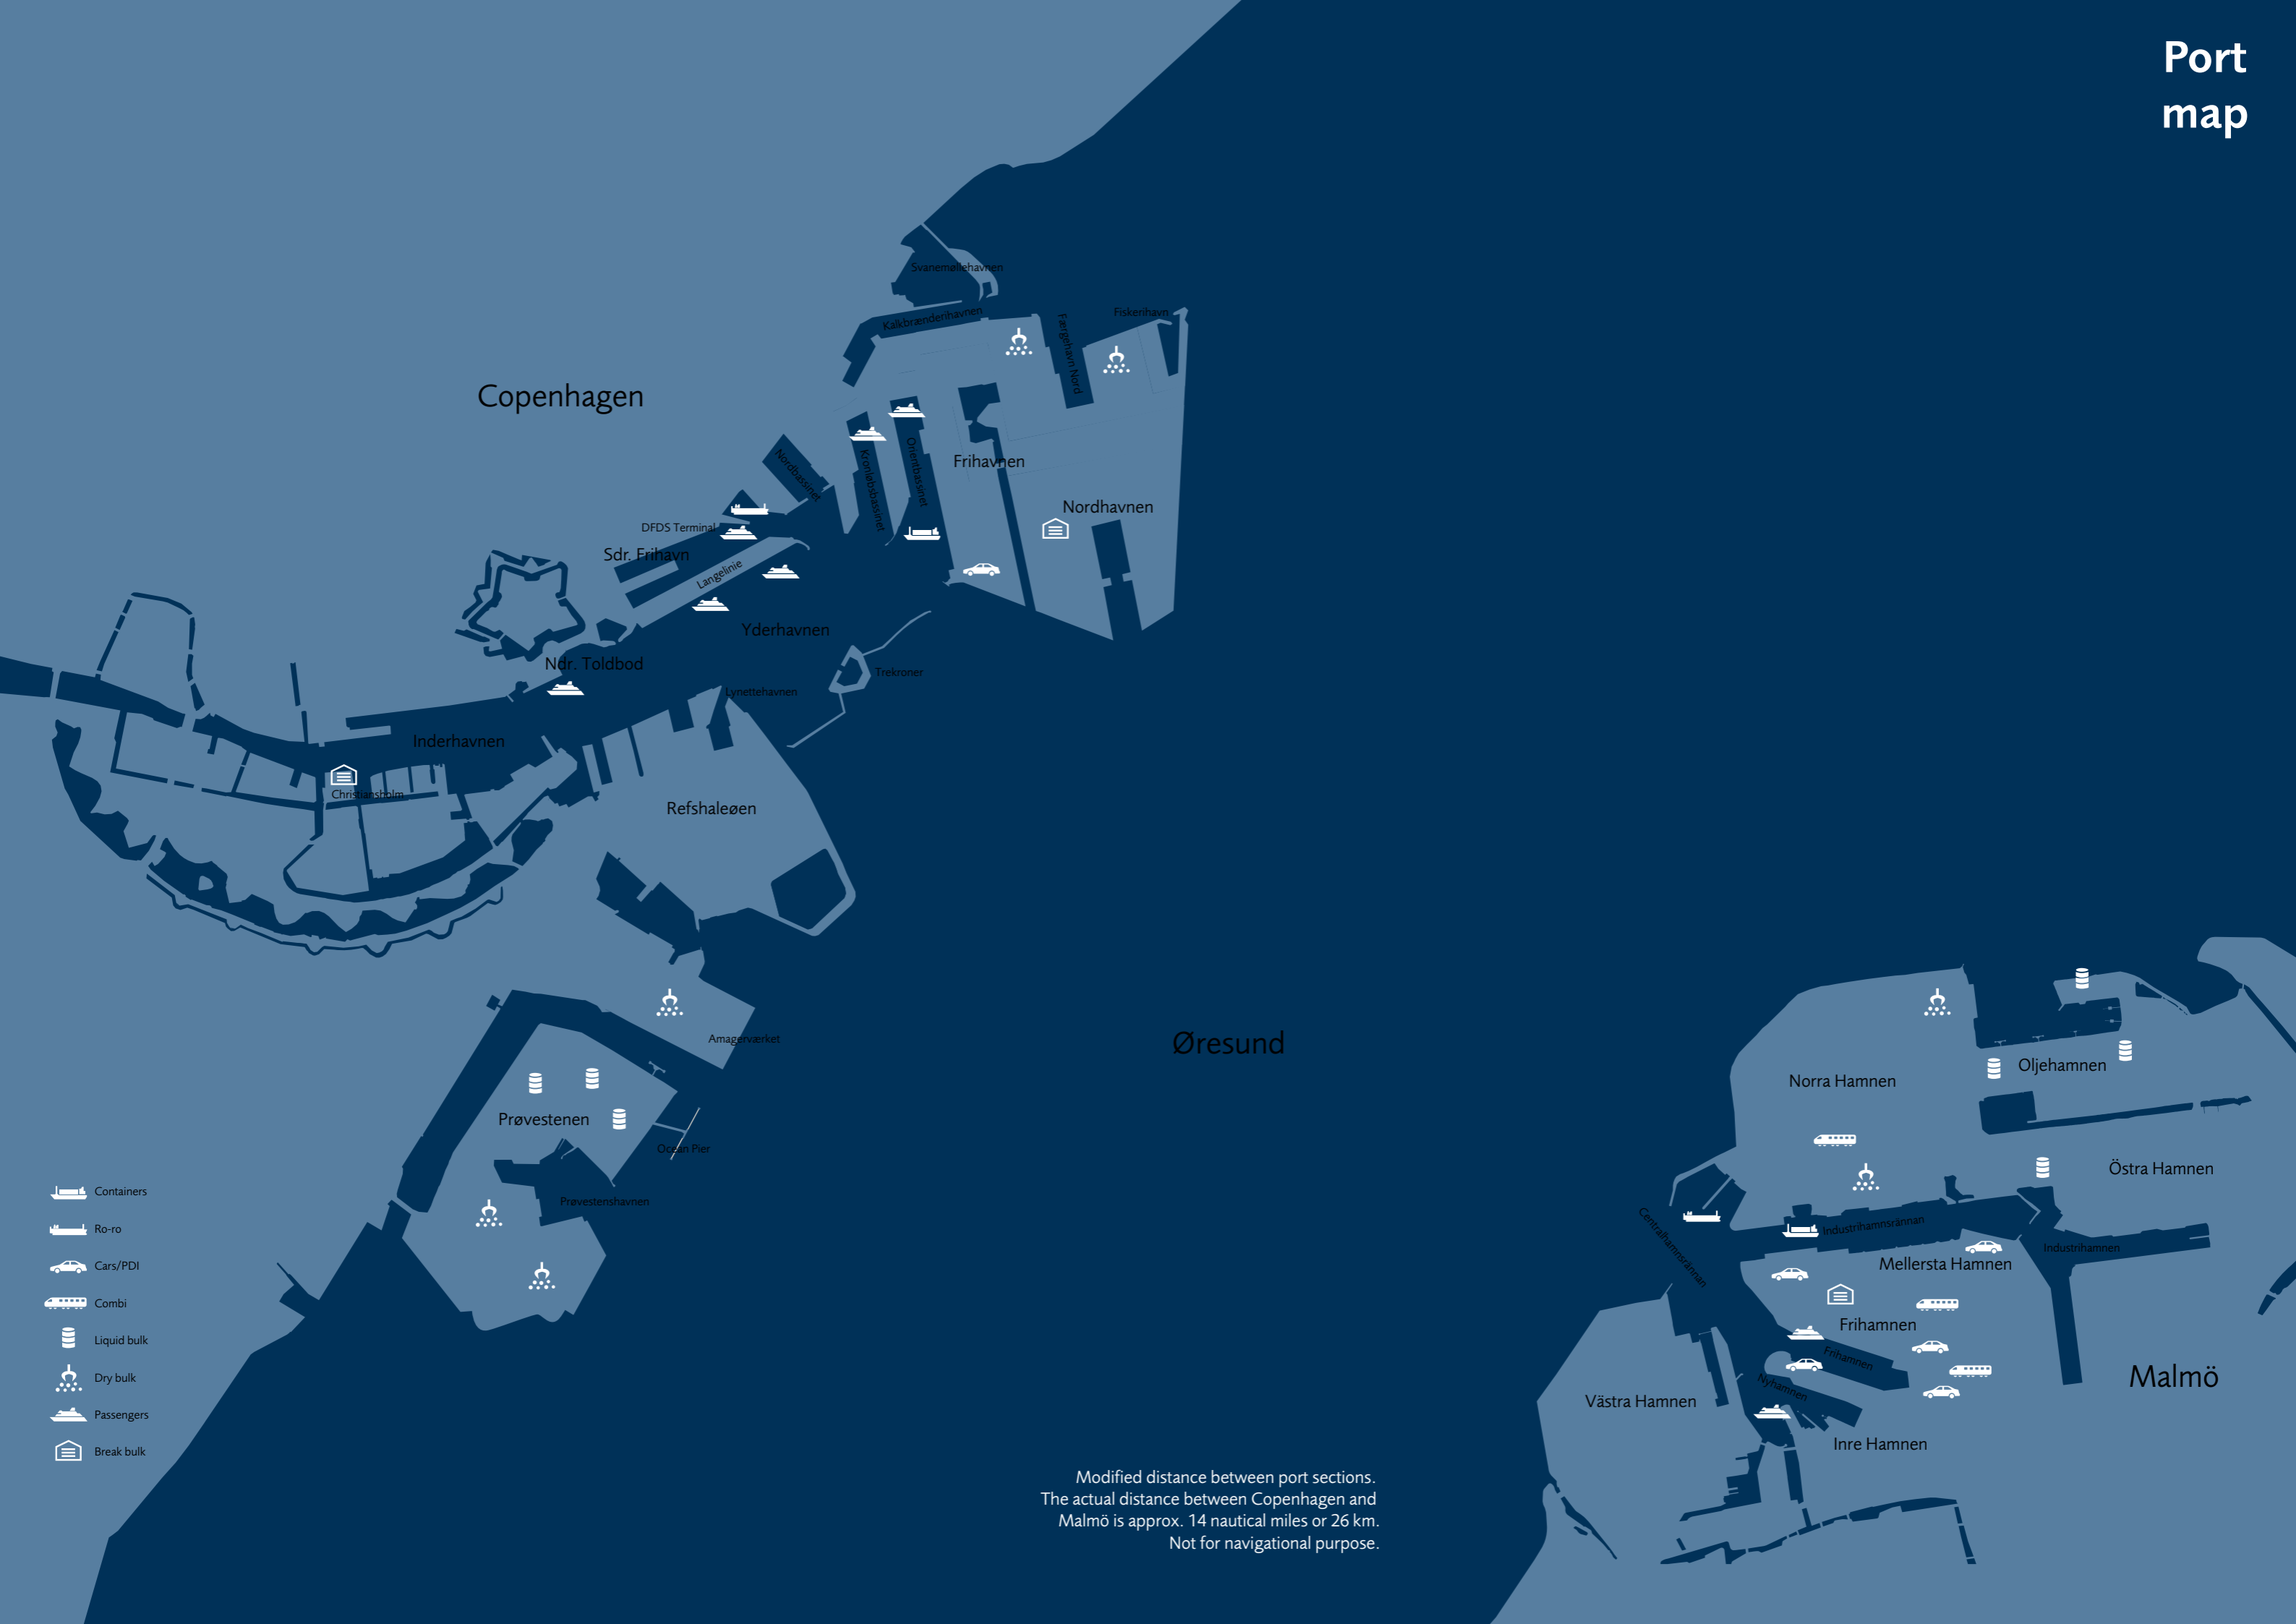 Port
map
Svanemøllehavnen
Kalkbrænderihavnen
Færgehavn Nord
Fiskerihavn
Copenhagen
Nordbassinet
Kronløbsbassinet
Orientbassinet
Frihavnen
Nordhavnen
DFDS Terminal
Sdr. Frihavn
Langelinie
Yderhavnen
Ndr. Toldbod
Trekroner
Lynettehavnen
Inderhavnen
Christiansholm
Refshaleøen
Amagerværket
Øresund
Prøvestenen
Ocean Pier
Prøvestenshavnen
Oljehamnen
Norra Hamnen
Östra Hamnen
Centralhamnsrännan
Industrihamnsrännan
Industrihamnen
Mellersta Hamnen
Frihamnen
Frihamnen
Nyhamnen
Malmö
Västra Hamnen
Inre Hamnen
Containers
Ro-ro
Cars/PDI
Combi
Liquid bulk
Dry bulk
Passengers
Break bulk
Modified distance between port sections.
The actual distance between Copenhagen and
Malmö is approx. 14 nautical miles or 26 km.
Not for navigational purpose.